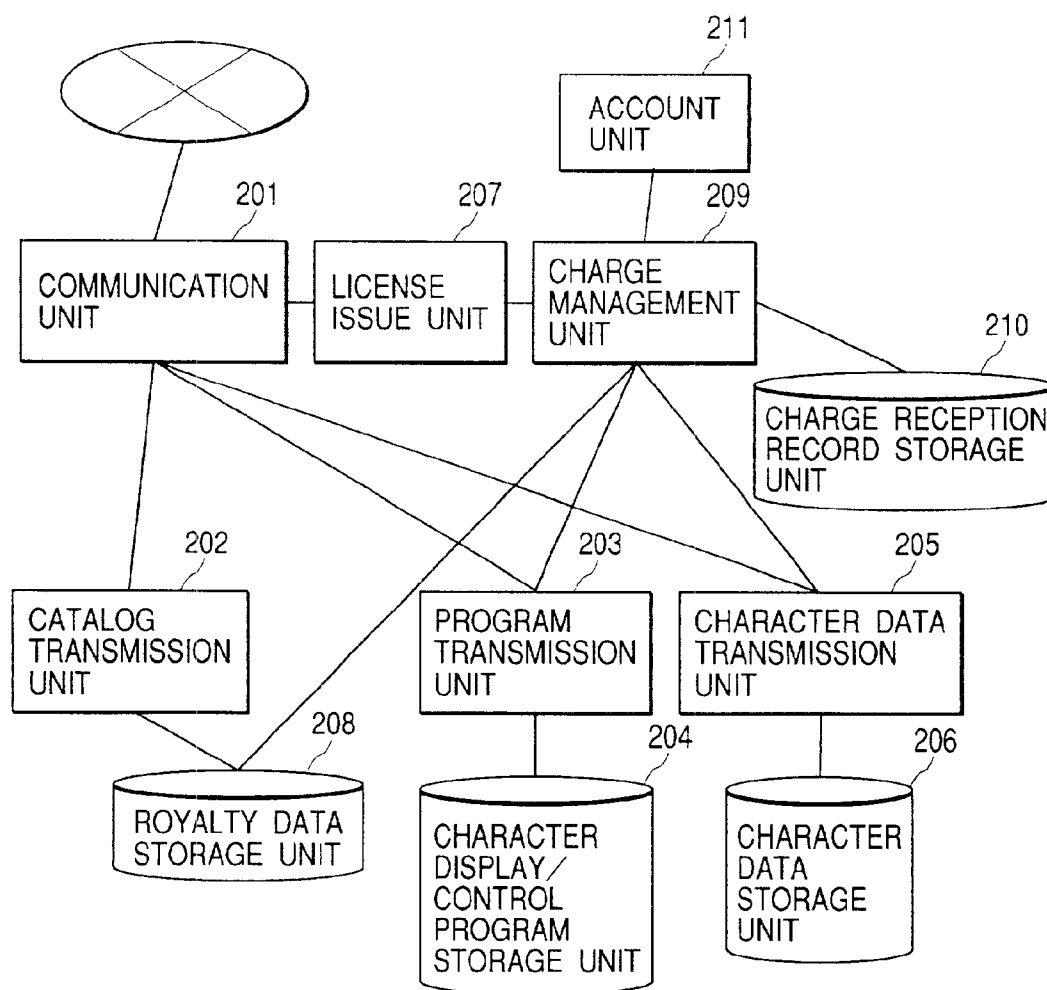 211
ACCOUNT
UNIT
201
COMMUNICATION
UNIT
207
LICENSE
ISSUE UNIT
209
CHARGE
MANAGEMENT
UNIT
210
CHARGE RECEPTION
RECORD STORAGE
UNIT
202
CATALOG
TRANSMISSION
UNIT
203
PROGRAM
TRANSMISSION
UNIT
205
CHARACTER DATA
TRANSMISSION
UNIT
208
ROYALTY DATA
STORAGE UNIT
204
CHARACTER
DISPLAY/
CONTROL
PROGRAM
STORAGE UNIT
206
CHARACTER
DATA
STORAGE
UNIT